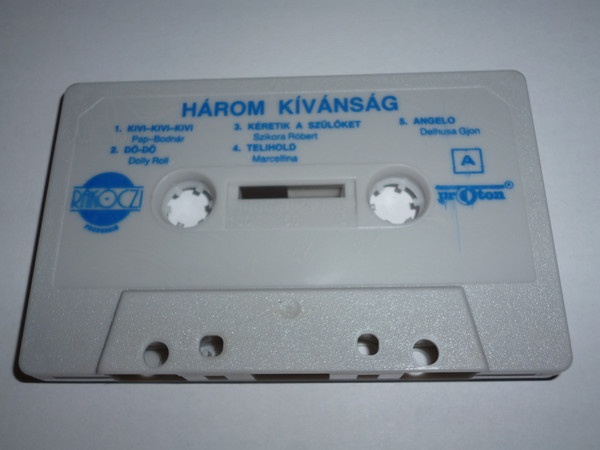 HÁROM KÍVÁNSÁG
1. KIVI–KIVI–KIVI
Pap–Bodnár
2. DÖ-DÖ
Dolly Roll
3. KÉRETIK A SZÜLŐKET
Szikora Róbert
4. TELIHOLD
Marcellina
5. ANGELO
Delhusa Gjon
A
RÁKÓCZI
prOton